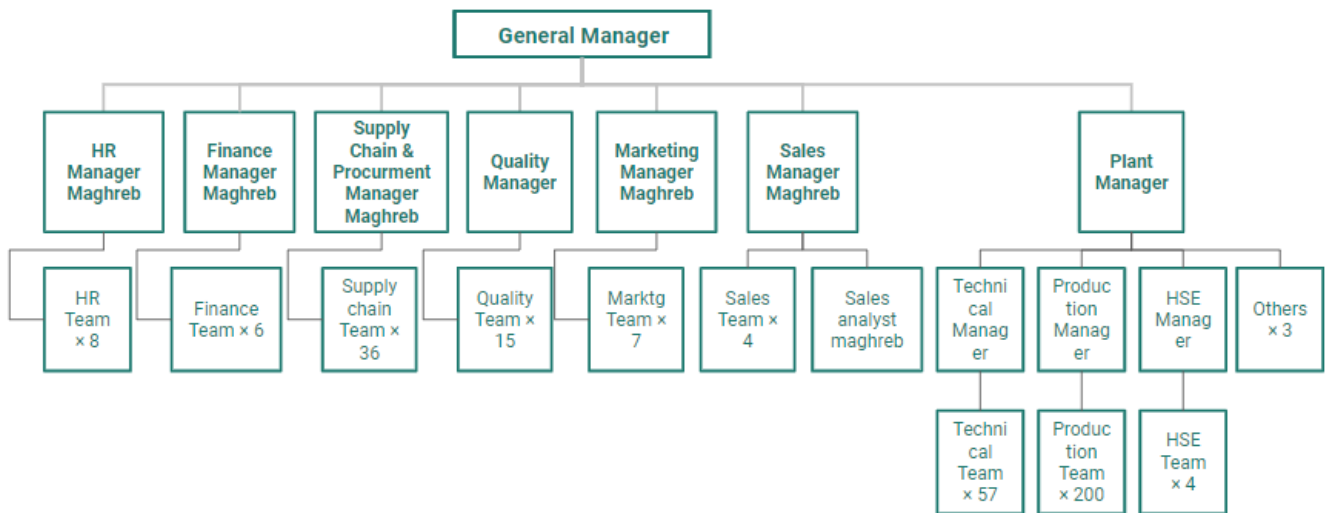 General Manager
HR
Manager
Maghreb
Finance
Manager
Maghreb
Supply
Chain &
Procurment
Manager
Maghreb
Quality
Manager
Marketing
Manager
Maghreb
Sales
Manager
Maghreb
Plant
Manager
HR
Team
× 8
Finance
Team × 6
Supply
chain
Team ×
36
Quality
Team ×
15
Marktg
Team ×
7
Sales
Team ×
4
Sales
analyst
maghreb
Techni
cal
Manag
er
Produc
tion
Manag
er
HSE
Manag
er
Others
× 3
Techni
cal
Team
× 57
Produc
tion
Team
× 200
HSE
Team
× 4